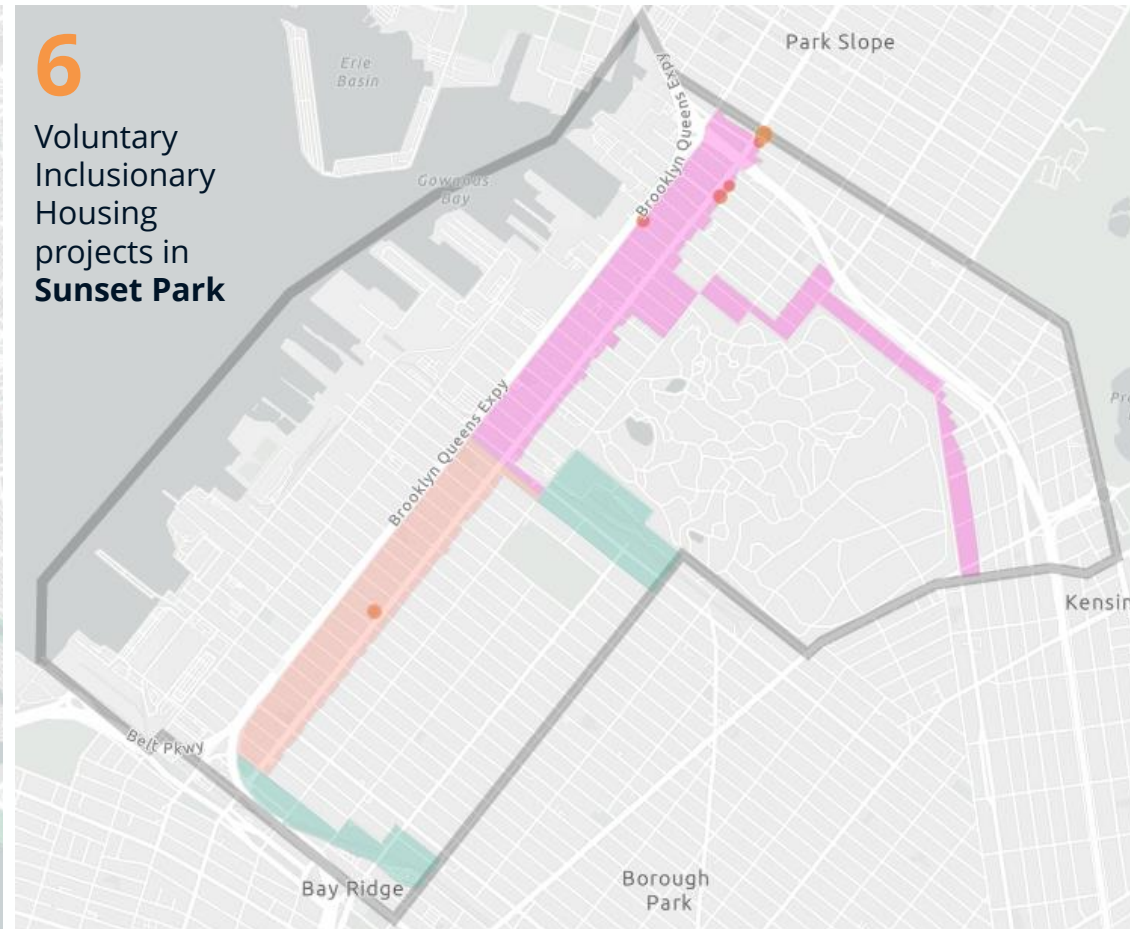 6
Voluntary
Inclusionary
Housing
projects in
Sunset Park
Erie
Basin
Park Slope
Brooklyn Queens Expy
Gowanus
Bay
Brooklyn Queens Expy
Brooklyn Queens Expy
Belt Pkwy
Bay Ridge
Borough
Park